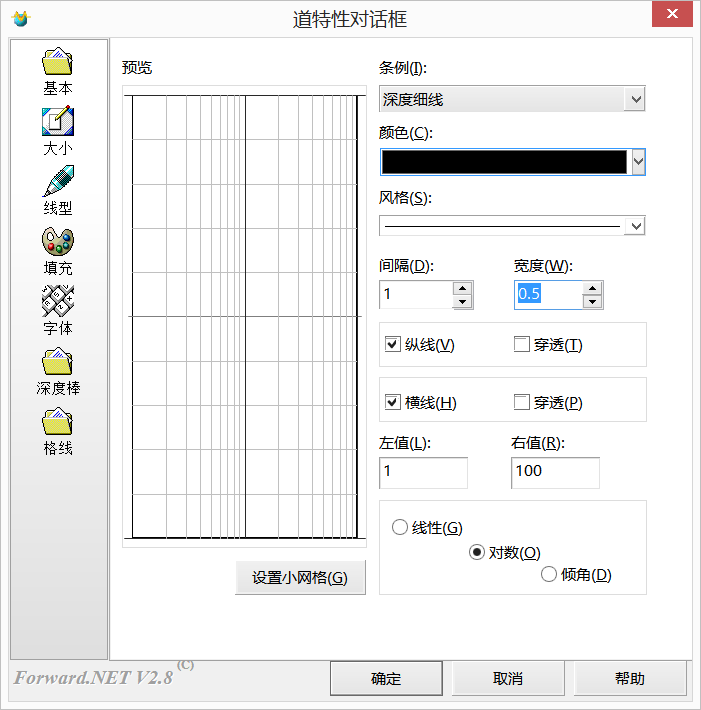 道特性对话框
基本
大小
线型
填充
字体
深度棒
格线
预览
设置小网格(G)
条例(I):
深度细线
颜色(C):
风格(S):
间隔(D):
宽度(W):
1
0.5
纵线(V)
穿透(T)
横线(H)
穿透(P)
左值(L):
右值(R):
1
100
线性(G)
对数(O)
倾角(D)
Forward.NET V2.8 (C)
确定
取消
帮助